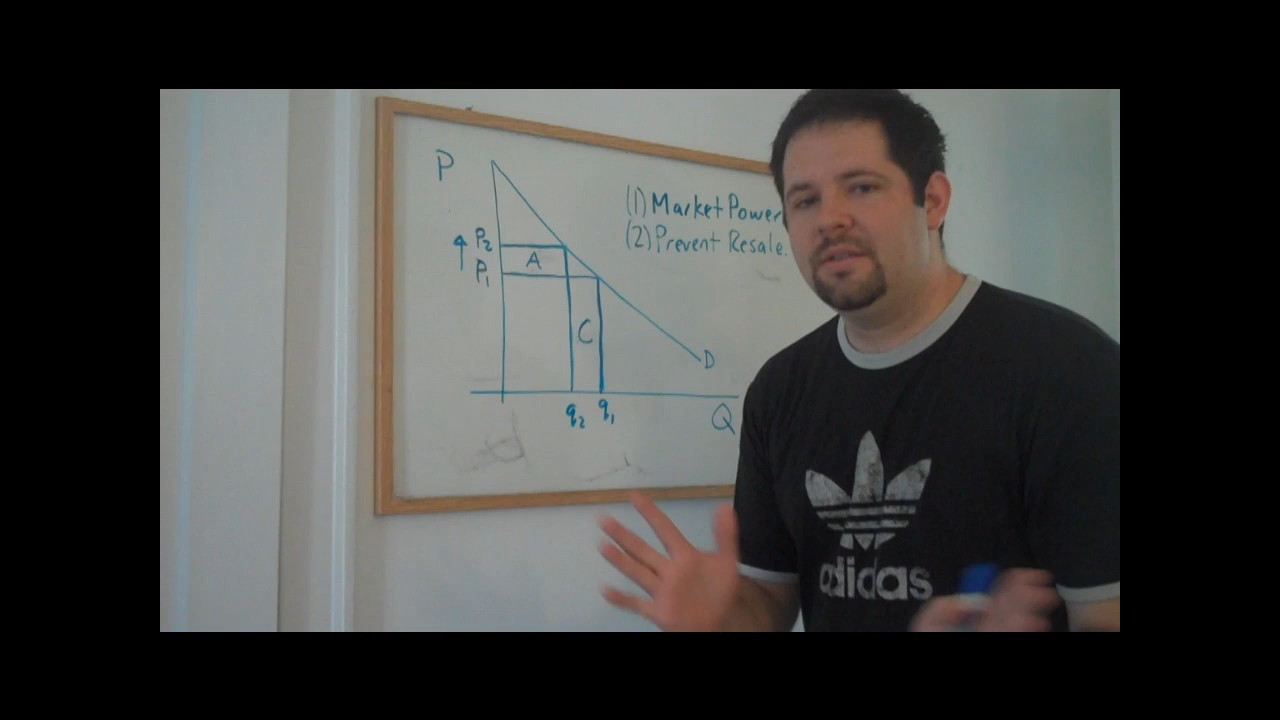 P
(1) Market Power
(2) Prevent Resale.
P2
A
P1
C
D
q2 q1
Q
adidas